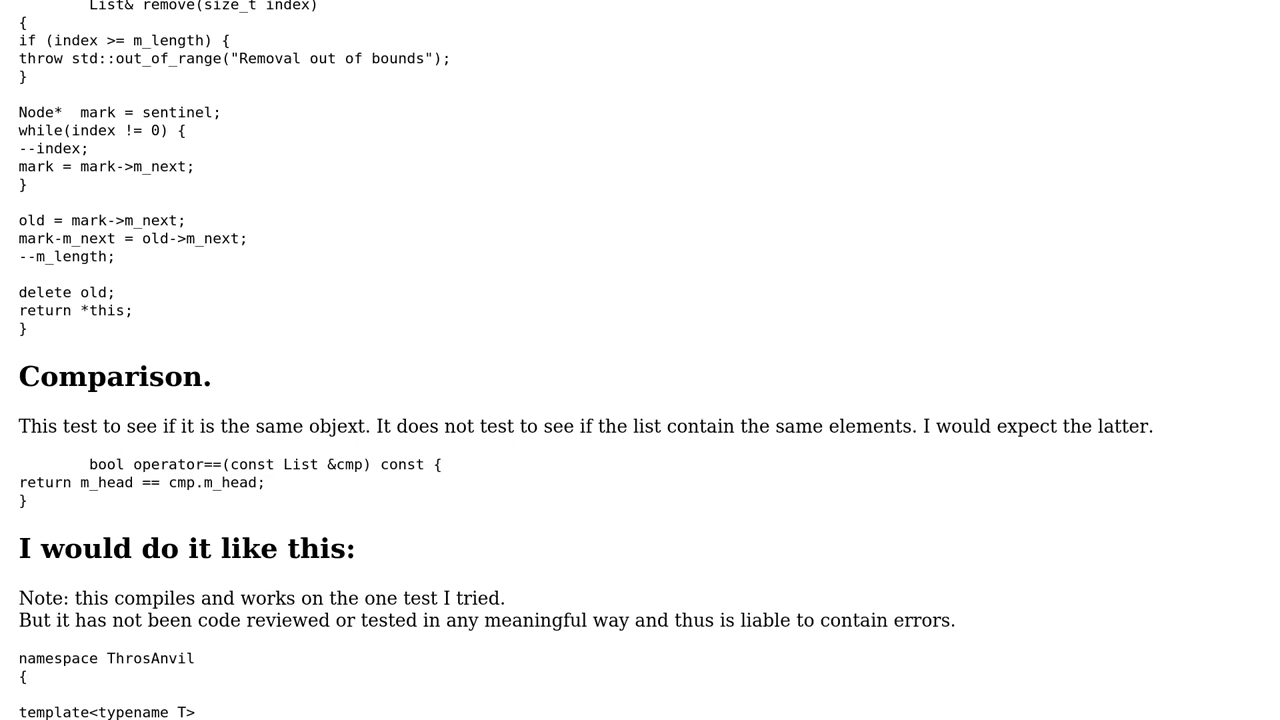 List& remove(size_t index)
{
if (index >= m_length) {
throw std::out_of_range("Removal out of bounds");
}
Node*  mark = sentinel;
while(index != 0) {
--index;
mark = mark->m_next;
}
old = mark->m_next;
mark-m_next = old->m_next;
--m_length;
delete old;
return *this;
}
Comparison.
This test to see if it is the same objext. It does not test to see if the list contain the same elements. I would expect the latter.
bool operator==(const List &cmp) const {
return m_head == cmp.m_head;
}
I would do it like this:
Note: this compiles and works on the one test I tried.
But it has not been code reviewed or tested in any meaningful way and thus is liable to contain errors.
namespace ThrosAnvil
{
template<typename T>